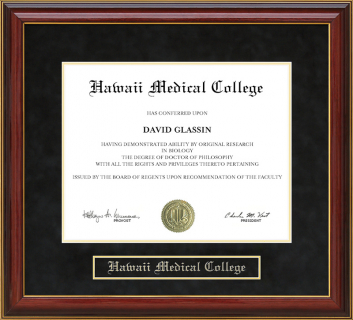 Hawaii Medical College
HAS CONFERRED UPON
DAVID GLASSIN
HAVING DEMONSTRATED ABILITY BY ORIGINAL RESEARCH
IN BIOLOGY
THE DEGREE OF DOCTOR OF PHILOSOPHY
WITH ALL THE RIGHTS AND PRIVILEGES THERETO PERTAINING
ISSUED BY THE BOARD OF REGENTS UPON RECOMMENDATION OF THE FACULTY
PROVOST
PRESIDENT
Hawaii Medical College